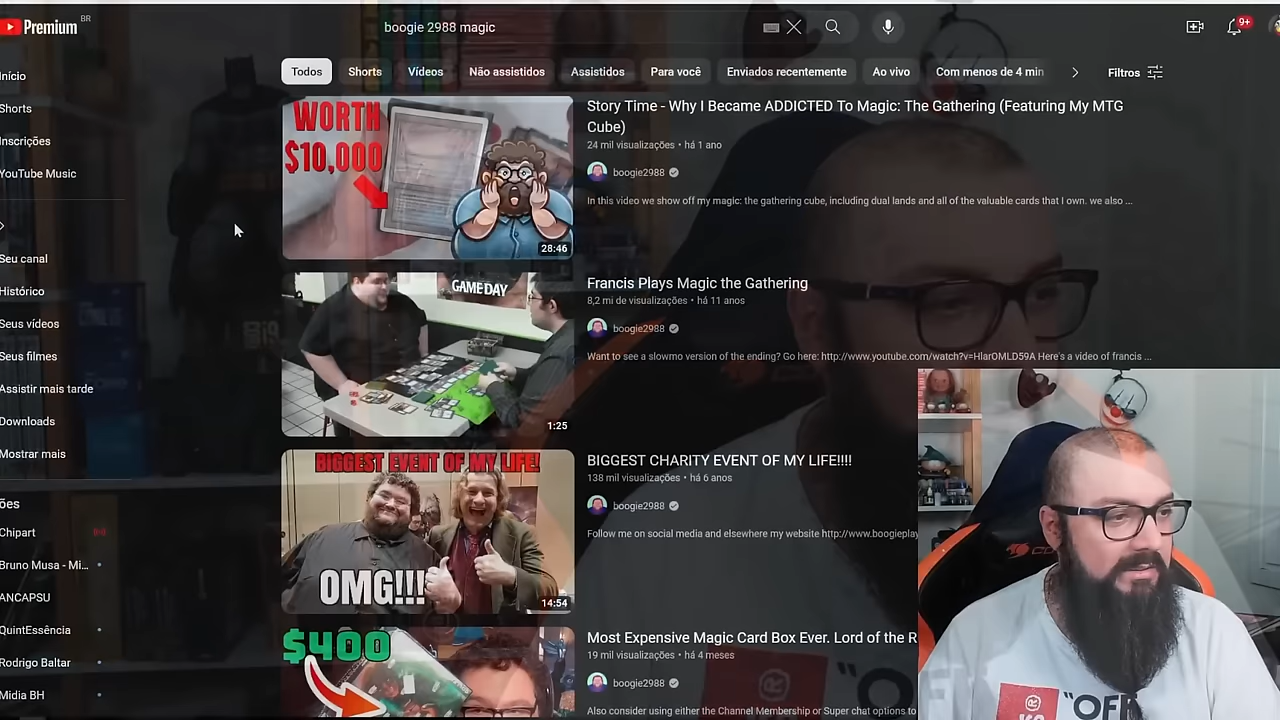 Premium BR
boogie 2988 magic
9+
Início
Shorts
Inscrições
YouTube Music
Seu canal
Histórico
Seus vídeos
Seus filmes
Assistir mais tarde
Downloads
Mostrar mais
ões
Chipart
Bruno Musa - Mi...
ANCAPSU
QuintEssência
Rodrigo Baltar
Midia BH
Todos
Shorts
Vídeos
Não assistidos
Assistidos
Para você
Enviados recentemente
Ao vivo
Com menos de 4 min
Filtros
WORTH
$10,000
28:46
Story Time - Why I Became ADDICTED To Magic: The Gathering (Featuring My MTG
Cube)
24 mil visualizações • há 1 ano
boogie2988
In this video we show off my magic: the gathering cube, including dual lands and all of the valuable cards that I own. we also ...
GAME DAY
1:25
Francis Plays Magic the Gathering
8,2 mi de visualizações • há 11 anos
boogie2988
Want to see a slowmo version of the ending? Go here: http://www.youtube.com/watch?v=HlarOMLD59A Here's a video of francis ...
BIGGEST EVENT OF MY LIFE!
OMG!!!
14:54
BIGGEST CHARITY EVENT OF MY LIFE!!!!
138 mil visualizações • há 6 anos
boogie2988
Follow me on social media and elsewhere my website http://www.boogieplay
$400
Most Expensive Magic Card Box Ever. Lord of the R
19 mil visualizações • há 4 meses
boogie2988
Also consider using either the Channel Membership or Super chat options to
"OFF